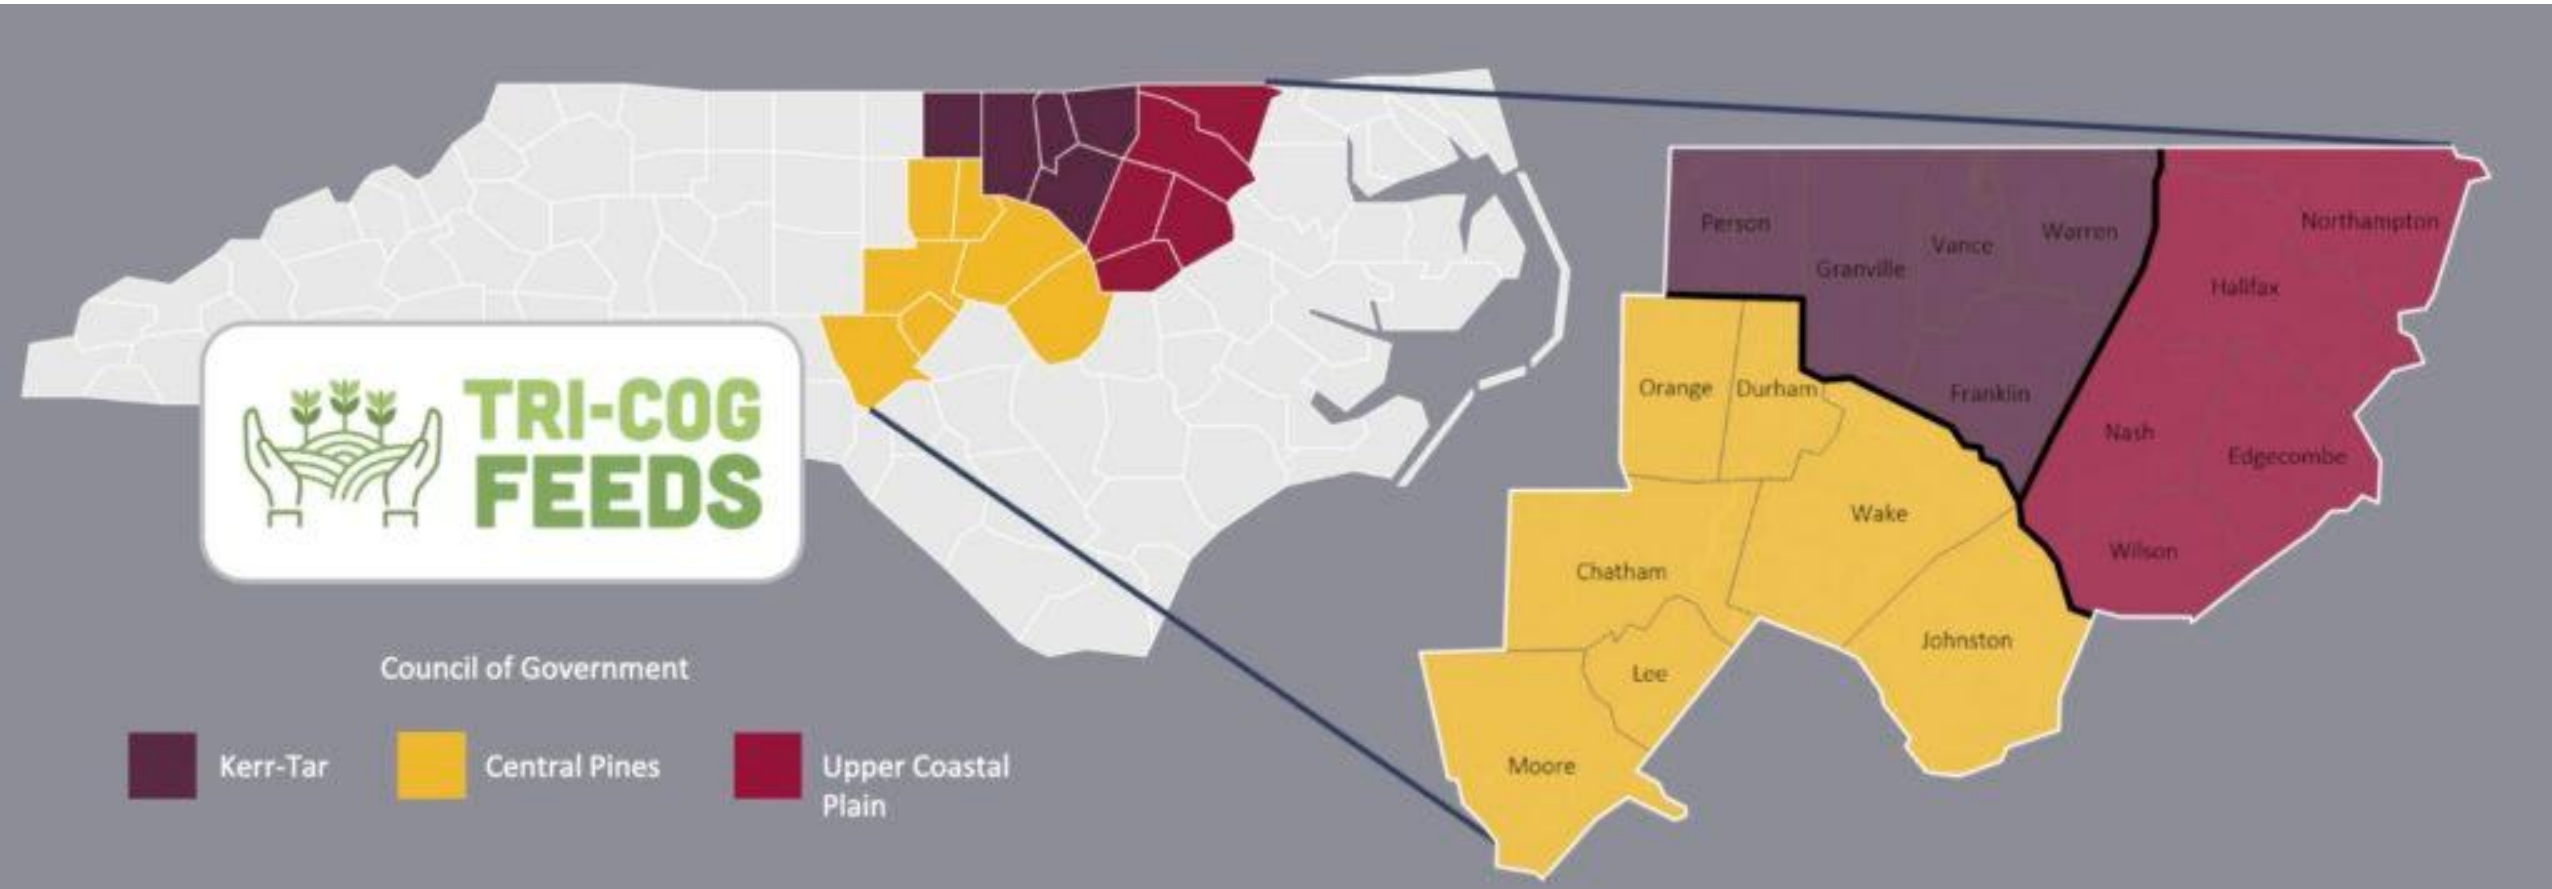 Person
Granville
Vance
Warren
Northampton
Halifax
Orange
Durham
Franklin
Nash
Edgecombe
Wake
Wilson
Chatham
Johnston
Lee
Moore
TRI-COG
FEEDS
Council of Government
Kerr-Tar
Central Pines
Upper Coastal
Plain